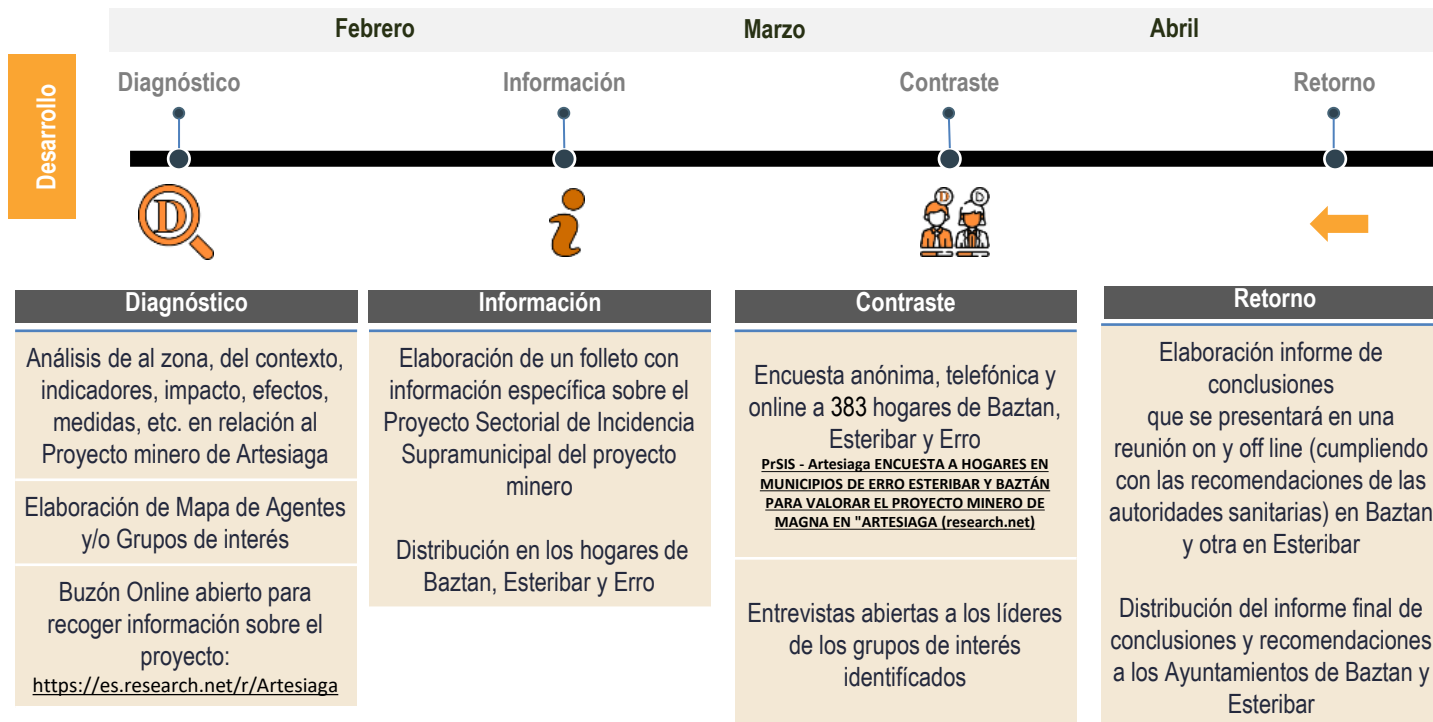 Febrero
Marzo
Abril
Desarrollo
Diagnóstico
Información
Contraste
Retorno
D
i
D
D
Diagnóstico
Análisis de al zona, del contexto,
indicadores, impacto, efectos,
medidas, etc. en relación al
Proyecto minero de Artesiaga
Elaboración de Mapa de Agentes
y/o Grupos de interés
Buzón Online abierto para
recoger información sobre el
proyecto:
https://es.research.net/r/Artesiaga
Información
Elaboración de un folleto con
información específica sobre el
Proyecto Sectorial de Incidencia
Supramunicipal del proyecto
minero
Distribución en los hogares de
Baztan, Esteribar y Erro
Contraste
Encuesta anónima, telefónica y
online a 383 hogares de Baztan,
Esteribar y Erro
PrSIS - Artesiaga ENCUESTA A HOGARES EN
MUNICIPIOS DE ERRO ESTERIBAR Y BAZTÁN
PARA VALORAR EL PROYECTO MINERO DE
MAGNA EN "ARTESIAGA (research.net)
Entrevistas abiertas a los líderes
de los grupos de interés
identifícados
Retorno
Elaboración informe de
conclusiones
que se presentará en una
reunión on y off line (cumpliendo
con las recomendaciones de las
autoridades sanitarias) en Baztan
y otra en Esteribar
Distribución del informe final de
conclusiones y recomendaciones
a los Ayuntamientos de Baztan y
Esteribar